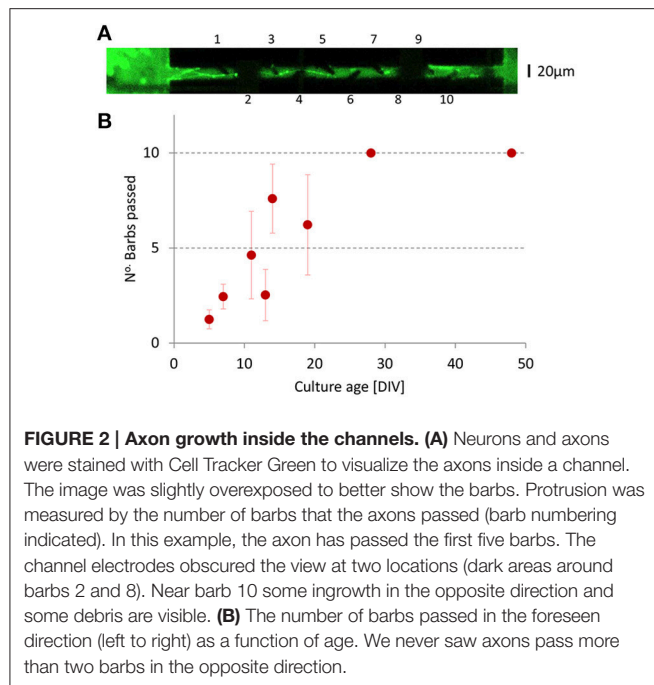 A
1 3 5 7 9
20µm
2 4 6 8 10
B
10
5
0
Nº. Barbs passed
0 10 20 30 40 50
Culture age [DIV]
FIGURE 2 | Axon growth inside the channels. (A) Neurons and axons
were stained with Cell Tracker Green to visualize the axons inside a channel.
The image was slightly overexposed to better show the barbs. Protrusion was
measured by the number of barbs that the axons passed (barb numbering
indicated). In this example, the axon has passed the first five barbs. The
channel electrodes obscured the view at two locations (dark areas around
barbs 2 and 8). Near barb 10 some ingrowth in the opposite direction and
some debris are visible. (B) The number of barbs passed in the foreseen
direction (left to right) as a function of age. We never saw axons pass more
than two barbs in the opposite direction.